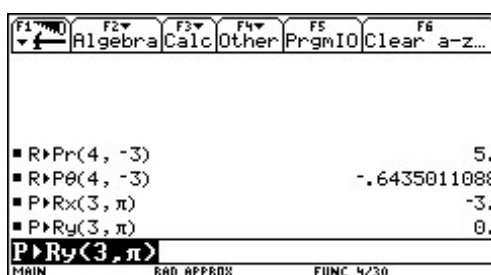 F1 F2 Algebra F3 Calc F4 Other F5 PrgmIO F6 Clear a-z…
▪ R▸Pr(4, -3) 5.
▪ R▸Pθ(4, -3) -.6435011088
▪ P▸Rx(3, π) -3.
▪ P▸Ry(3, π) 0.
P▸Ry(3,π)
MAIN RAD APPROX FUNC 4/30